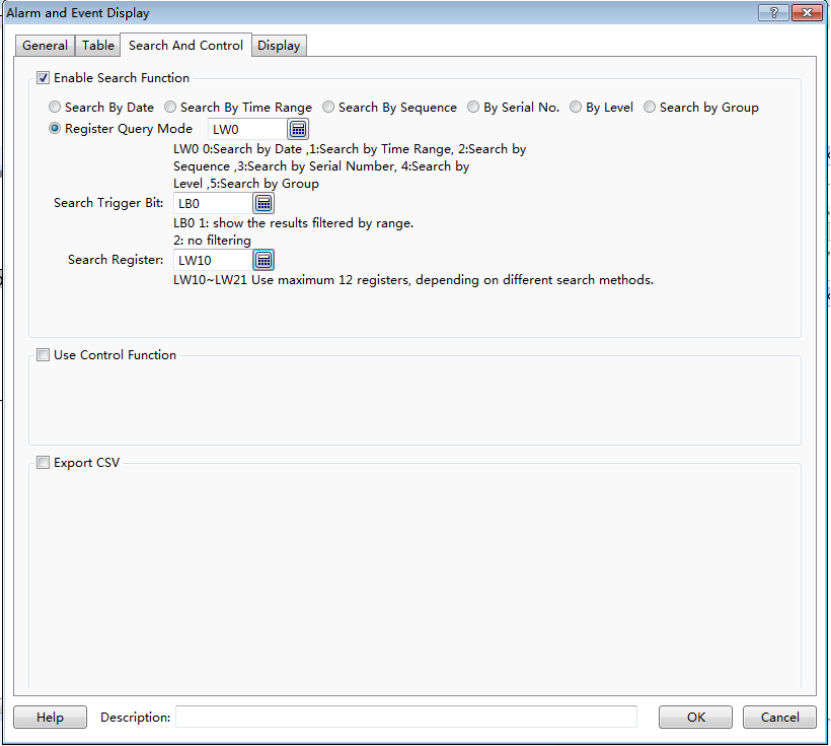 Alarm and Event Display
General Table Search And Control Display
Enable Search Function
Search By Date Search By Time Range Search By Sequence By Serial No. By Level Search by Group
Register Query Mode LW0
LW0 0:Search by Date ,1:Search by Time Range, 2:Search by
Sequence ,3:Search by Serial Number, 4:Search by
Level ,5:Search by Group
Search Trigger Bit: LB0
LB0 1: show the results filtered by range.
2: no filtering
Search Register: LW10
LW10~LW21 Use maximum 12 registers, depending on different search methods.
Use Control Function
Export CSV
Help Description: OK Cancel